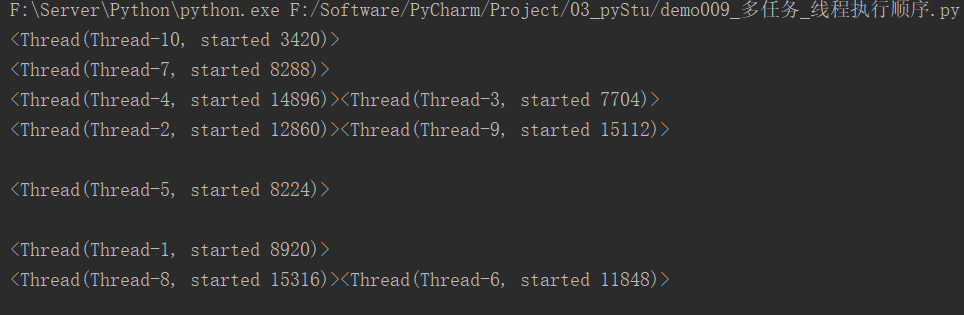 F:\Server\Python\python.exe F:/Software/PyCharm/Project/03_pyStu/demo009_多任务_线程执行顺序.py
<Thread(Thread-10, started 3420)>
<Thread(Thread-7, started 8288)>
<Thread(Thread-4, started 14896)><Thread(Thread-3, started 7704)>
<Thread(Thread-2, started 12860)><Thread(Thread-9, started 15112)>
<Thread(Thread-5, started 8224)>
<Thread(Thread-1, started 8920)>
<Thread(Thread-8, started 15316)><Thread(Thread-6, started 11848)>